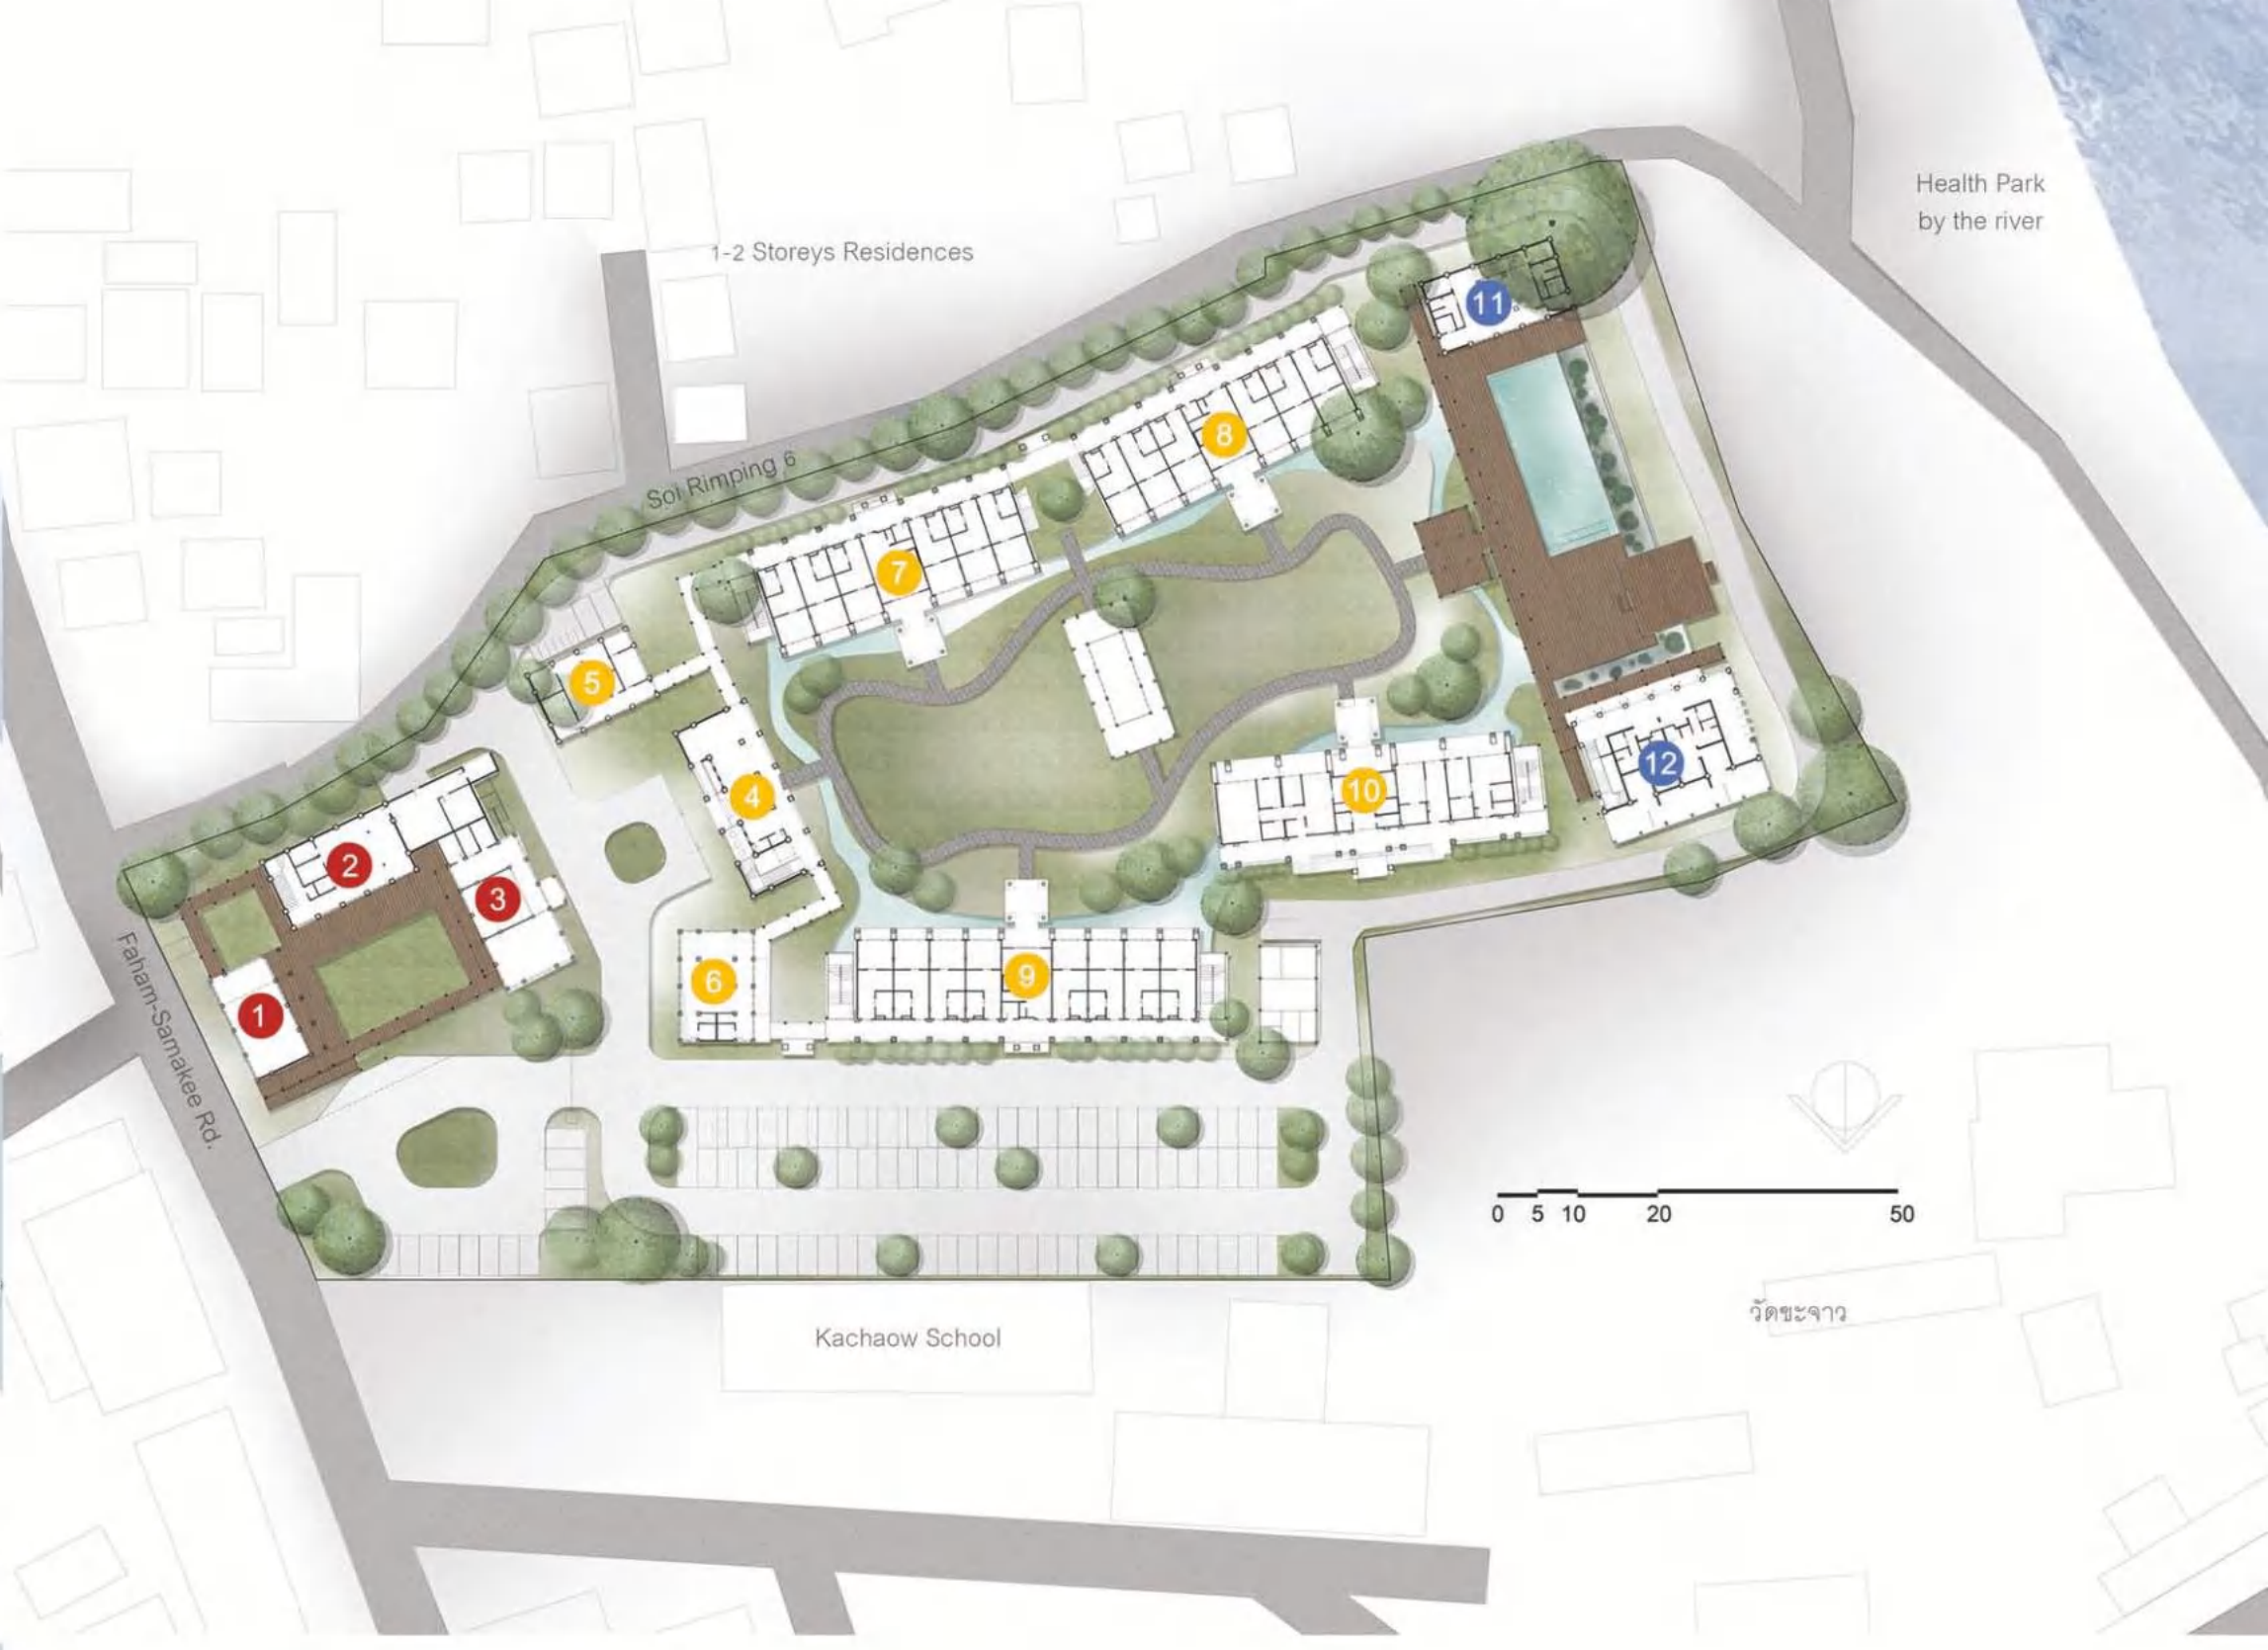 Health Park
by the river
1-2 Storeys Residences
11
8
Soi Rimping 6
7
5
4
12
10
2
3
6
9
1
Faham-Samakee Rd.
0 5 10 20 50
วัดขะจาว
Kachaow School